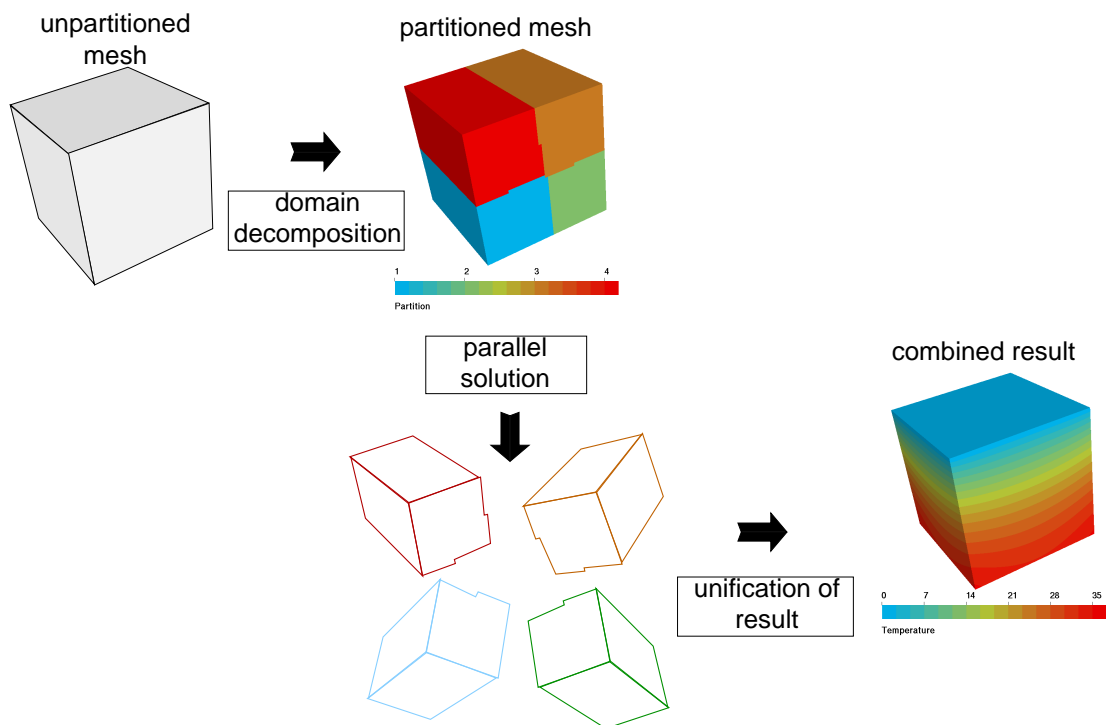 unpartitioned
mesh
partitioned mesh
domain
decomposition
1 2 3 4
Partition
parallel
solution
combined result
unification of
result
0 7 14 21 28 35
Temperature